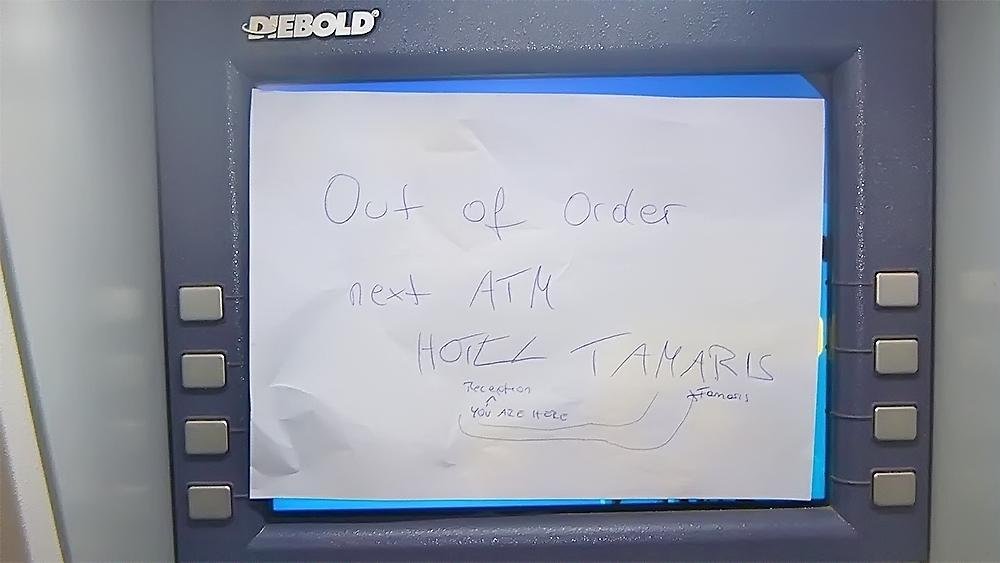 DIEBOLD
Out of Order
next ATM
HOTEL TAMARIS
Reception
Tamaris
YOU ARE HERE